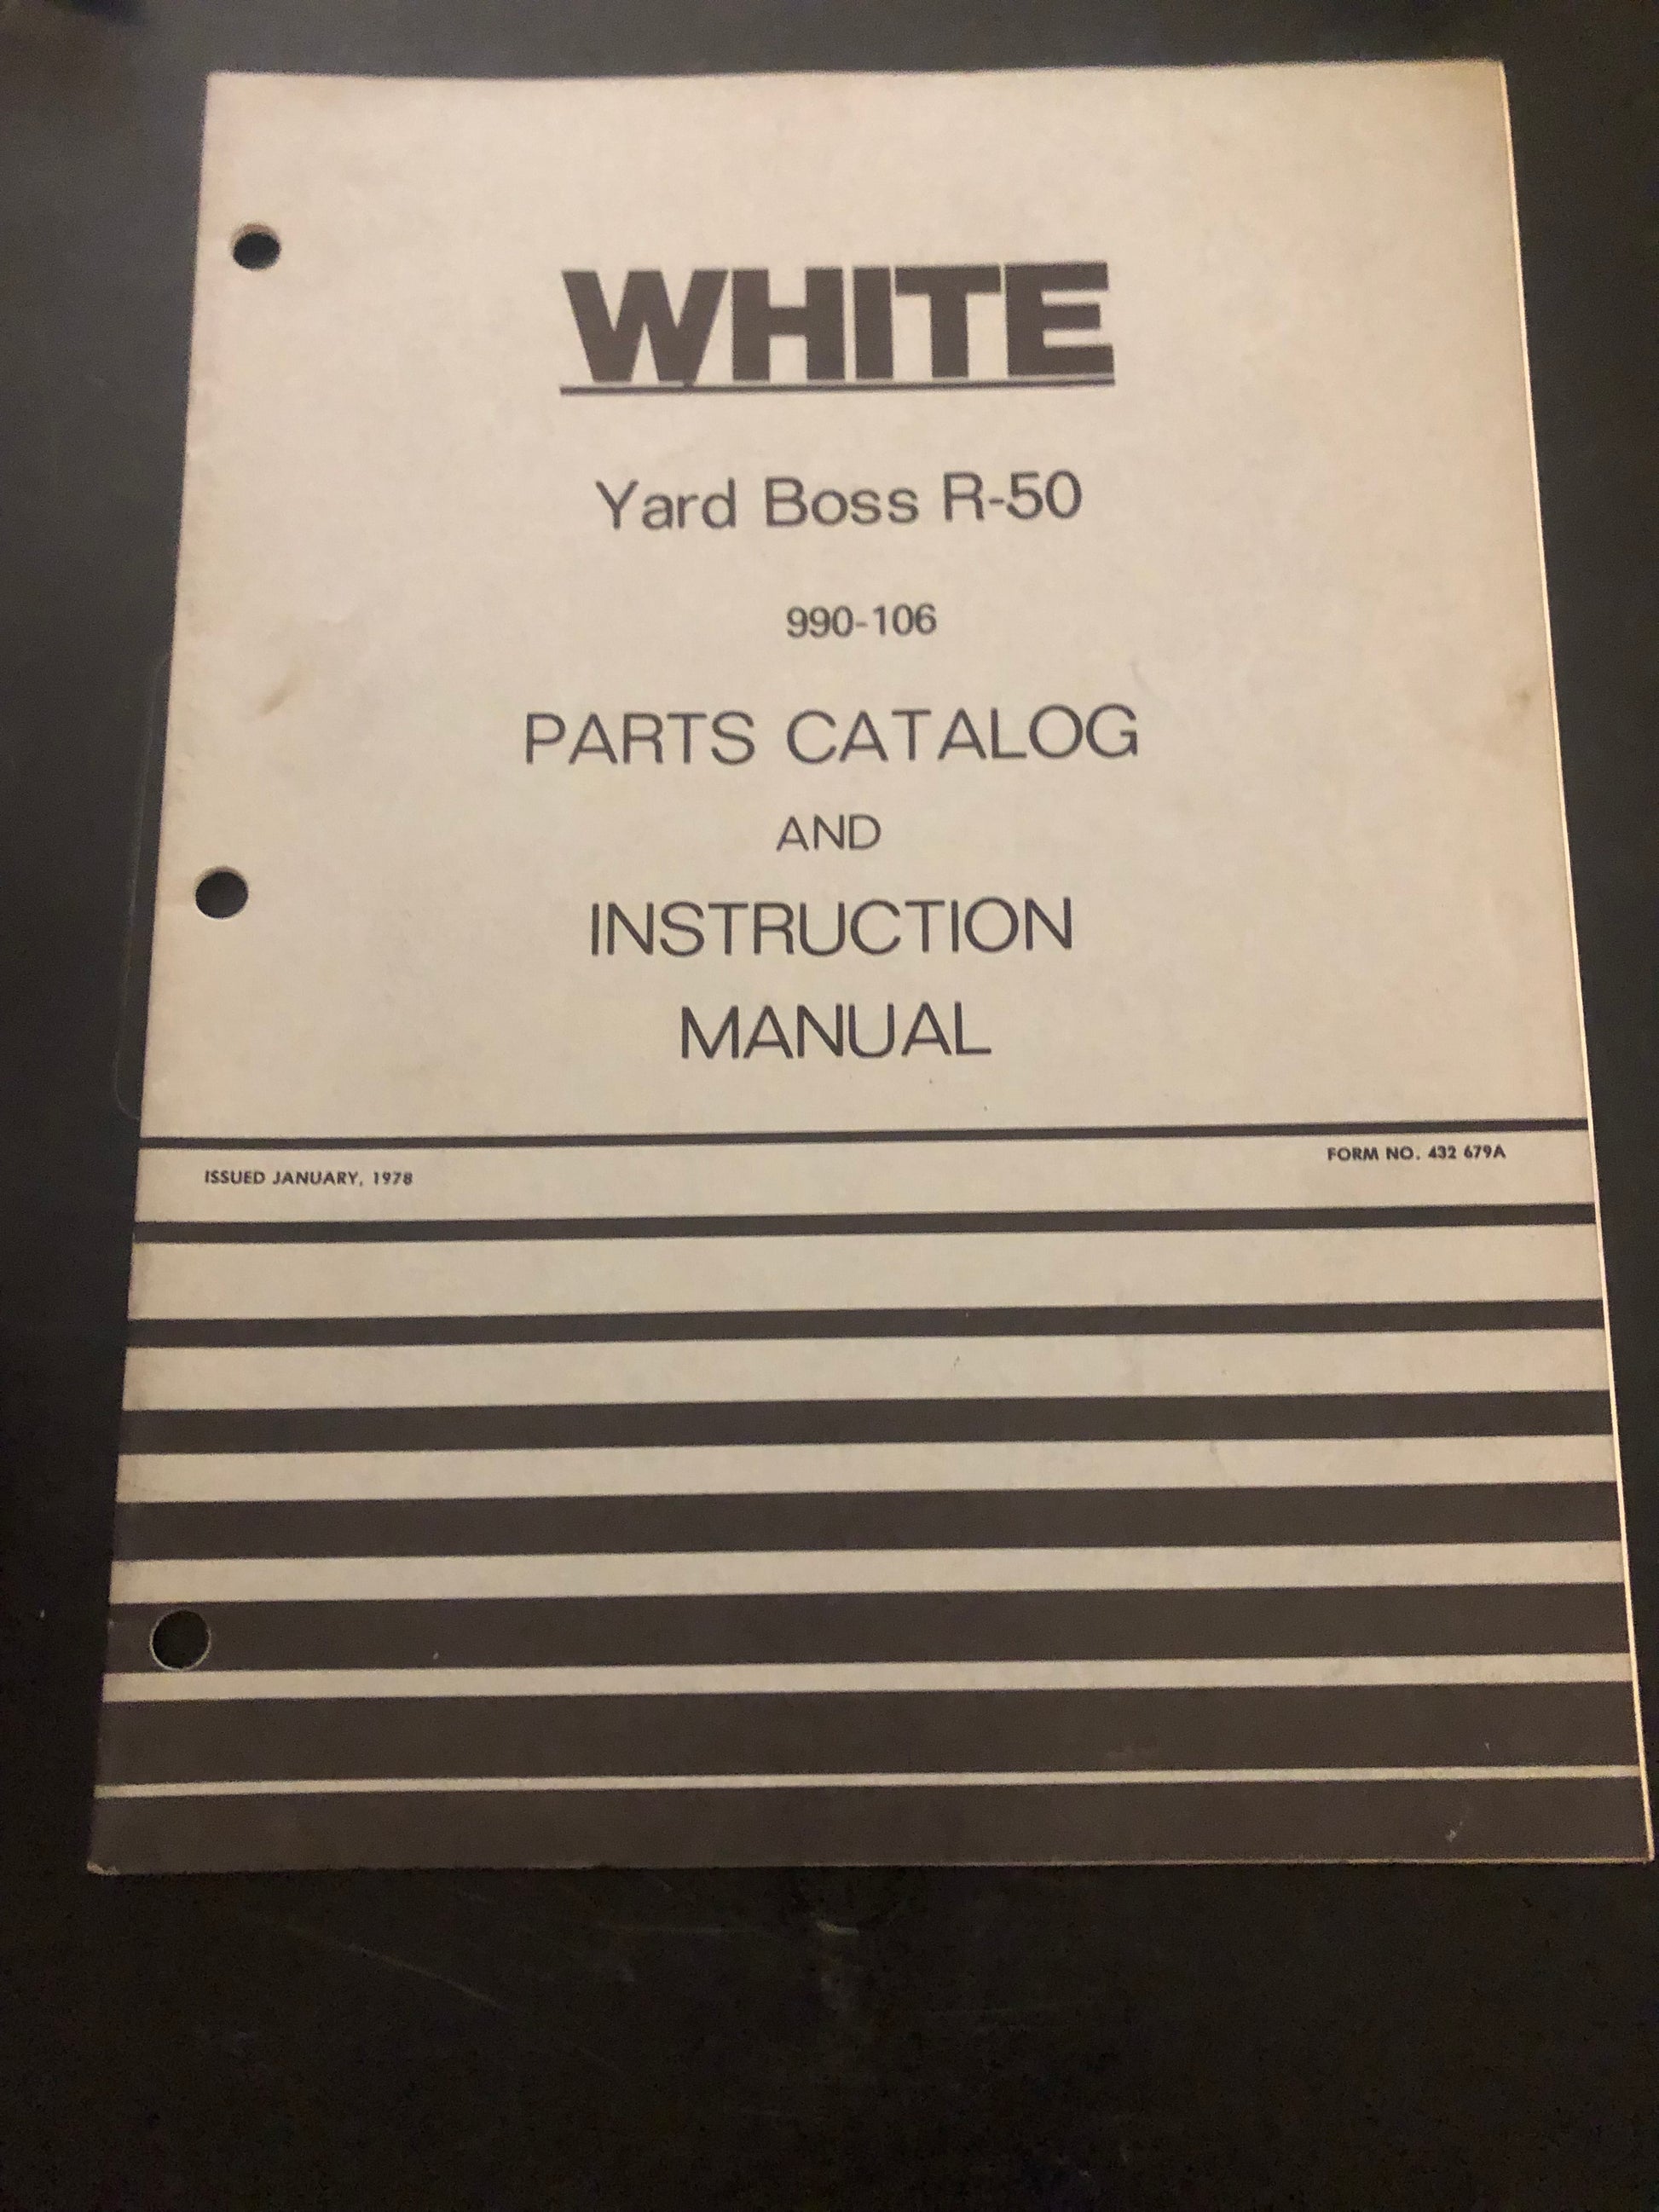 WHITE
Yard Boss R-50
990-106
PARTS CATALOG
AND
INSTRUCTION
MANUAL
ISSUED JANUARY, 1978
FORM NO. 432 679A